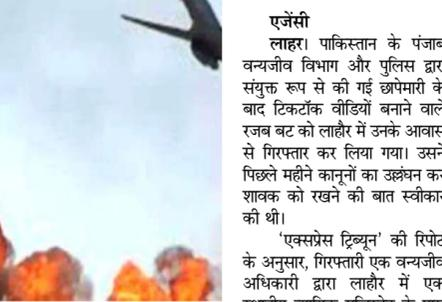 एजेंसी
लाहर। पाकिस्तान के पंजाब
वन्यजीव विभाग और पुलिस द्वार
संयुक्त रूप से की गई छापेमारी के
बाद टिकटॉक वीडियों बनाने वाल
रजब बट को लाहौर में उनके आवास
से गिरफ्तार कर लिया गया। उसन
पिछले महीने कानूनों का उल्लंघन कर
शावक को रखने की बात स्वीकार
की थी।
‘एक्सप्रेस ट्रिब्यून’ की रिपोट
के अनुसार, गिरफ्तारी एक वन्यजीव
अधिकारी द्वारा लाहौर में एक